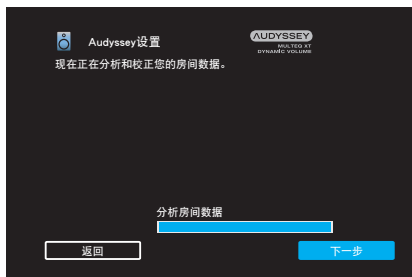 Audyssey设置
AUDYSSEY
MULTEQ XT
DYNAMIC VOLUME
现在正在分析和校正您的房间数据。
分析房间数据
返回
下一步